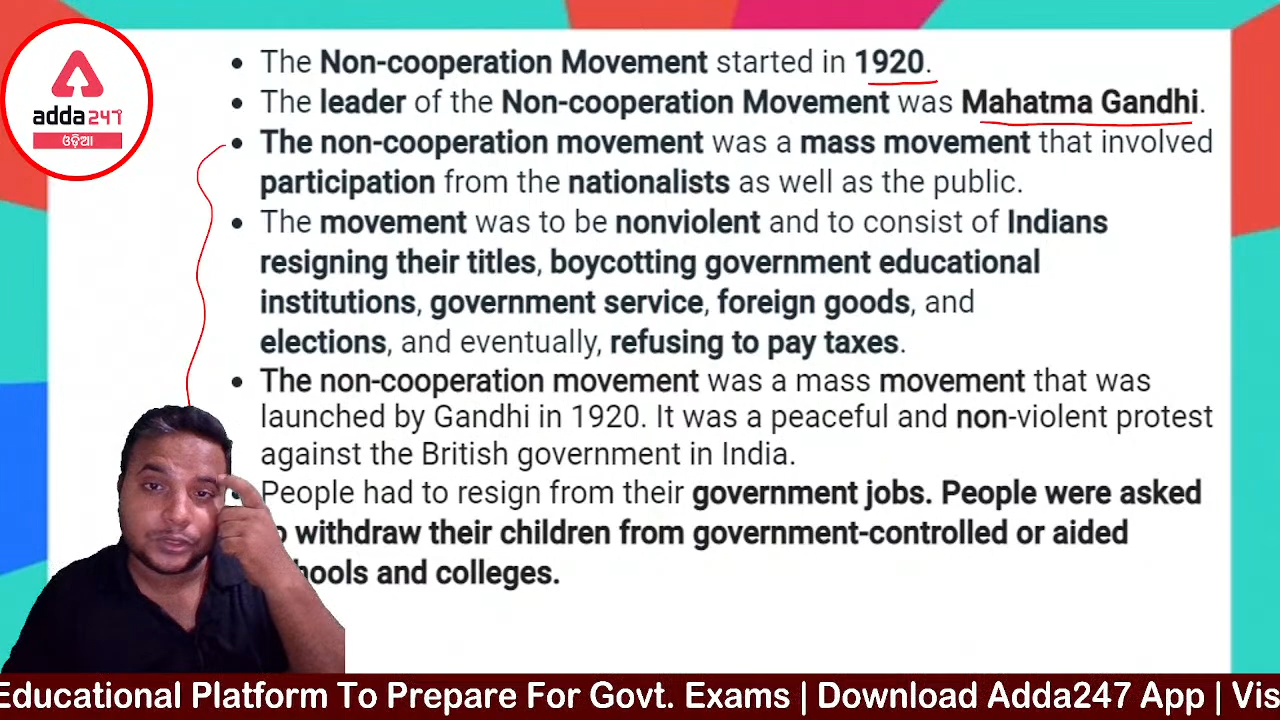 adda247
ଓଡ଼ିଆ
The Non-cooperation Movement started in 1920.
The leader of the Non-cooperation Movement was Mahatma Gandhi.
The non-cooperation movement was a mass movement that involved
participation from the nationalists as well as the public.
The movement was to be nonviolent and to consist of Indians
resigning their titles, boycotting government educational
institutions, government service, foreign goods, and
elections, and eventually, refusing to pay taxes.
The non-cooperation movement was a mass movement that was
launched by Gandhi in 1920. It was a peaceful and non-violent protest
against the British government in India.
People had to resign from their government jobs. People were asked
withdraw their children from government-controlled or aided
and colleges.
Educational Platform To Prepare For Govt. Exams | Download Adda247 App |